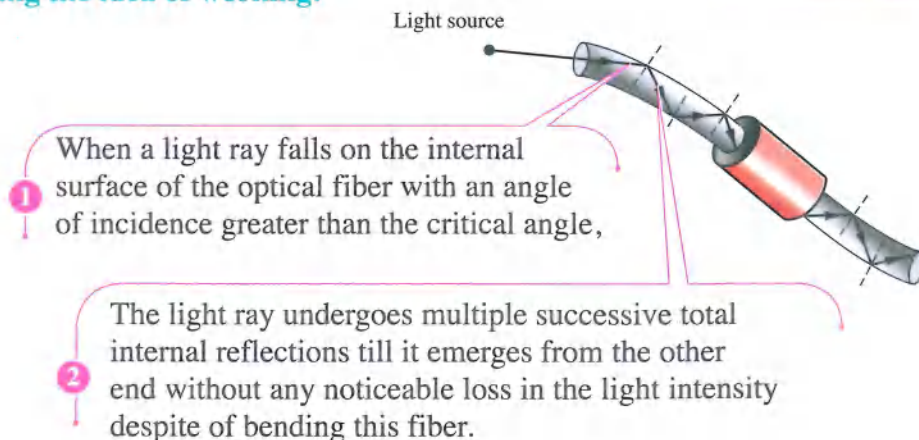 Light source
When a light ray falls on the internal
1 surface of the optical fiber with an angle
of incidence greater than the critical angle,
The light ray undergoes multiple successive total
internal reflections till it emerges from the other
2 end without any noticeable loss in the light intensity
despite of bending this fiber.